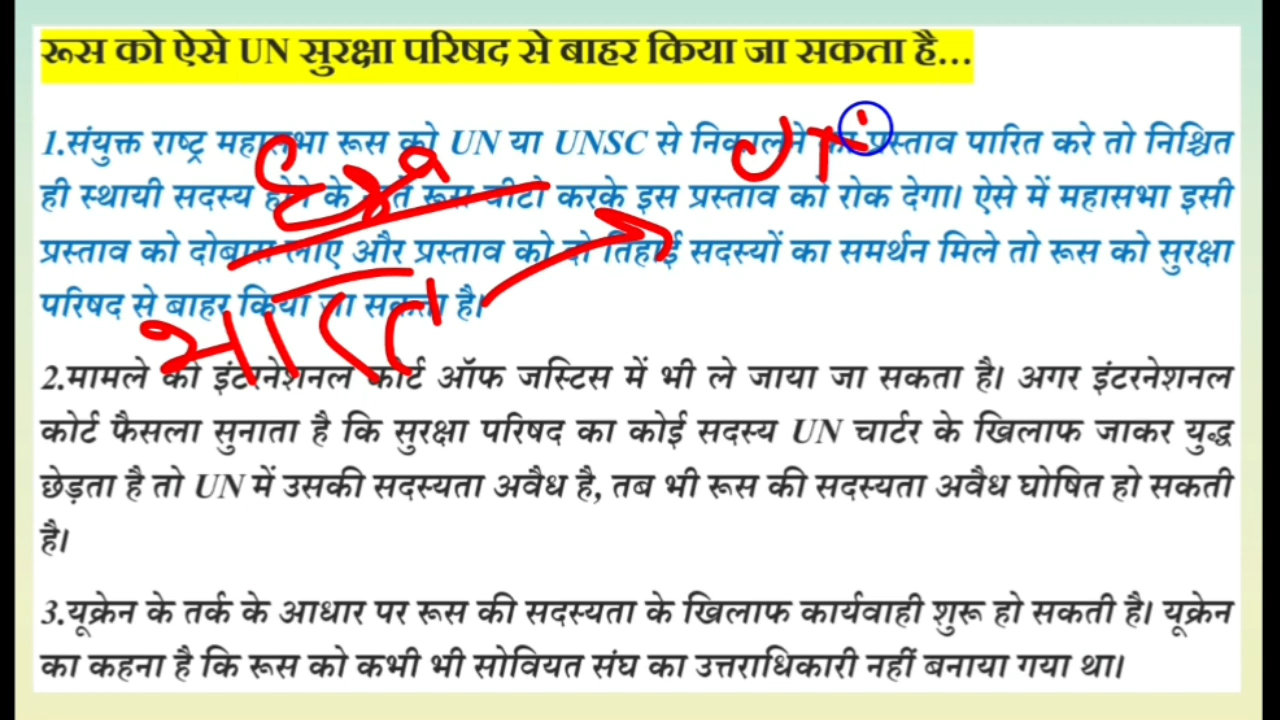 रूस को ऐसे UN सुरक्षा परिषद से बाहर किया जा सकता है...
1.संयुक्त राष्ट्र महासभा रूस को UN या UNSC से निकालने का प्रस्ताव पारित करे तो निश्चित
ही स्थायी सदस्य होने के नाते रूस वीटो करके इस प्रस्ताव को रोक देगा। ऐसे में महासभा इसी
प्रस्ताव को दोबारा लाए और प्रस्ताव को दो तिहाई सदस्यों का समर्थन मिले तो रूस को सुरक्षा
परिषद से बाहर किया जा सकता है।
भारत
2.मामले को इंटरनेशनल कोर्ट ऑफ जस्टिस में भी ले जाया जा सकता है। अगर इंटरनेशनल
कोर्ट फैसला सुनाता है कि सुरक्षा परिषद का कोई सदस्य UN चार्टर के खिलाफ जाकर युद्ध
छेड़ता है तो UN में उसकी सदस्यता अवैध है, तब भी रूस की सदस्यता अवैध घोषित हो सकती
है।
3.यूक्रेन के तर्क के आधार पर रूस की सदस्यता के खिलाफ कार्यवाही शुरू हो सकती है। यूक्रेन
का कहना है कि रूस को कभी भी सोवियत संघ का उत्तराधिकारी नहीं बनाया गया था।